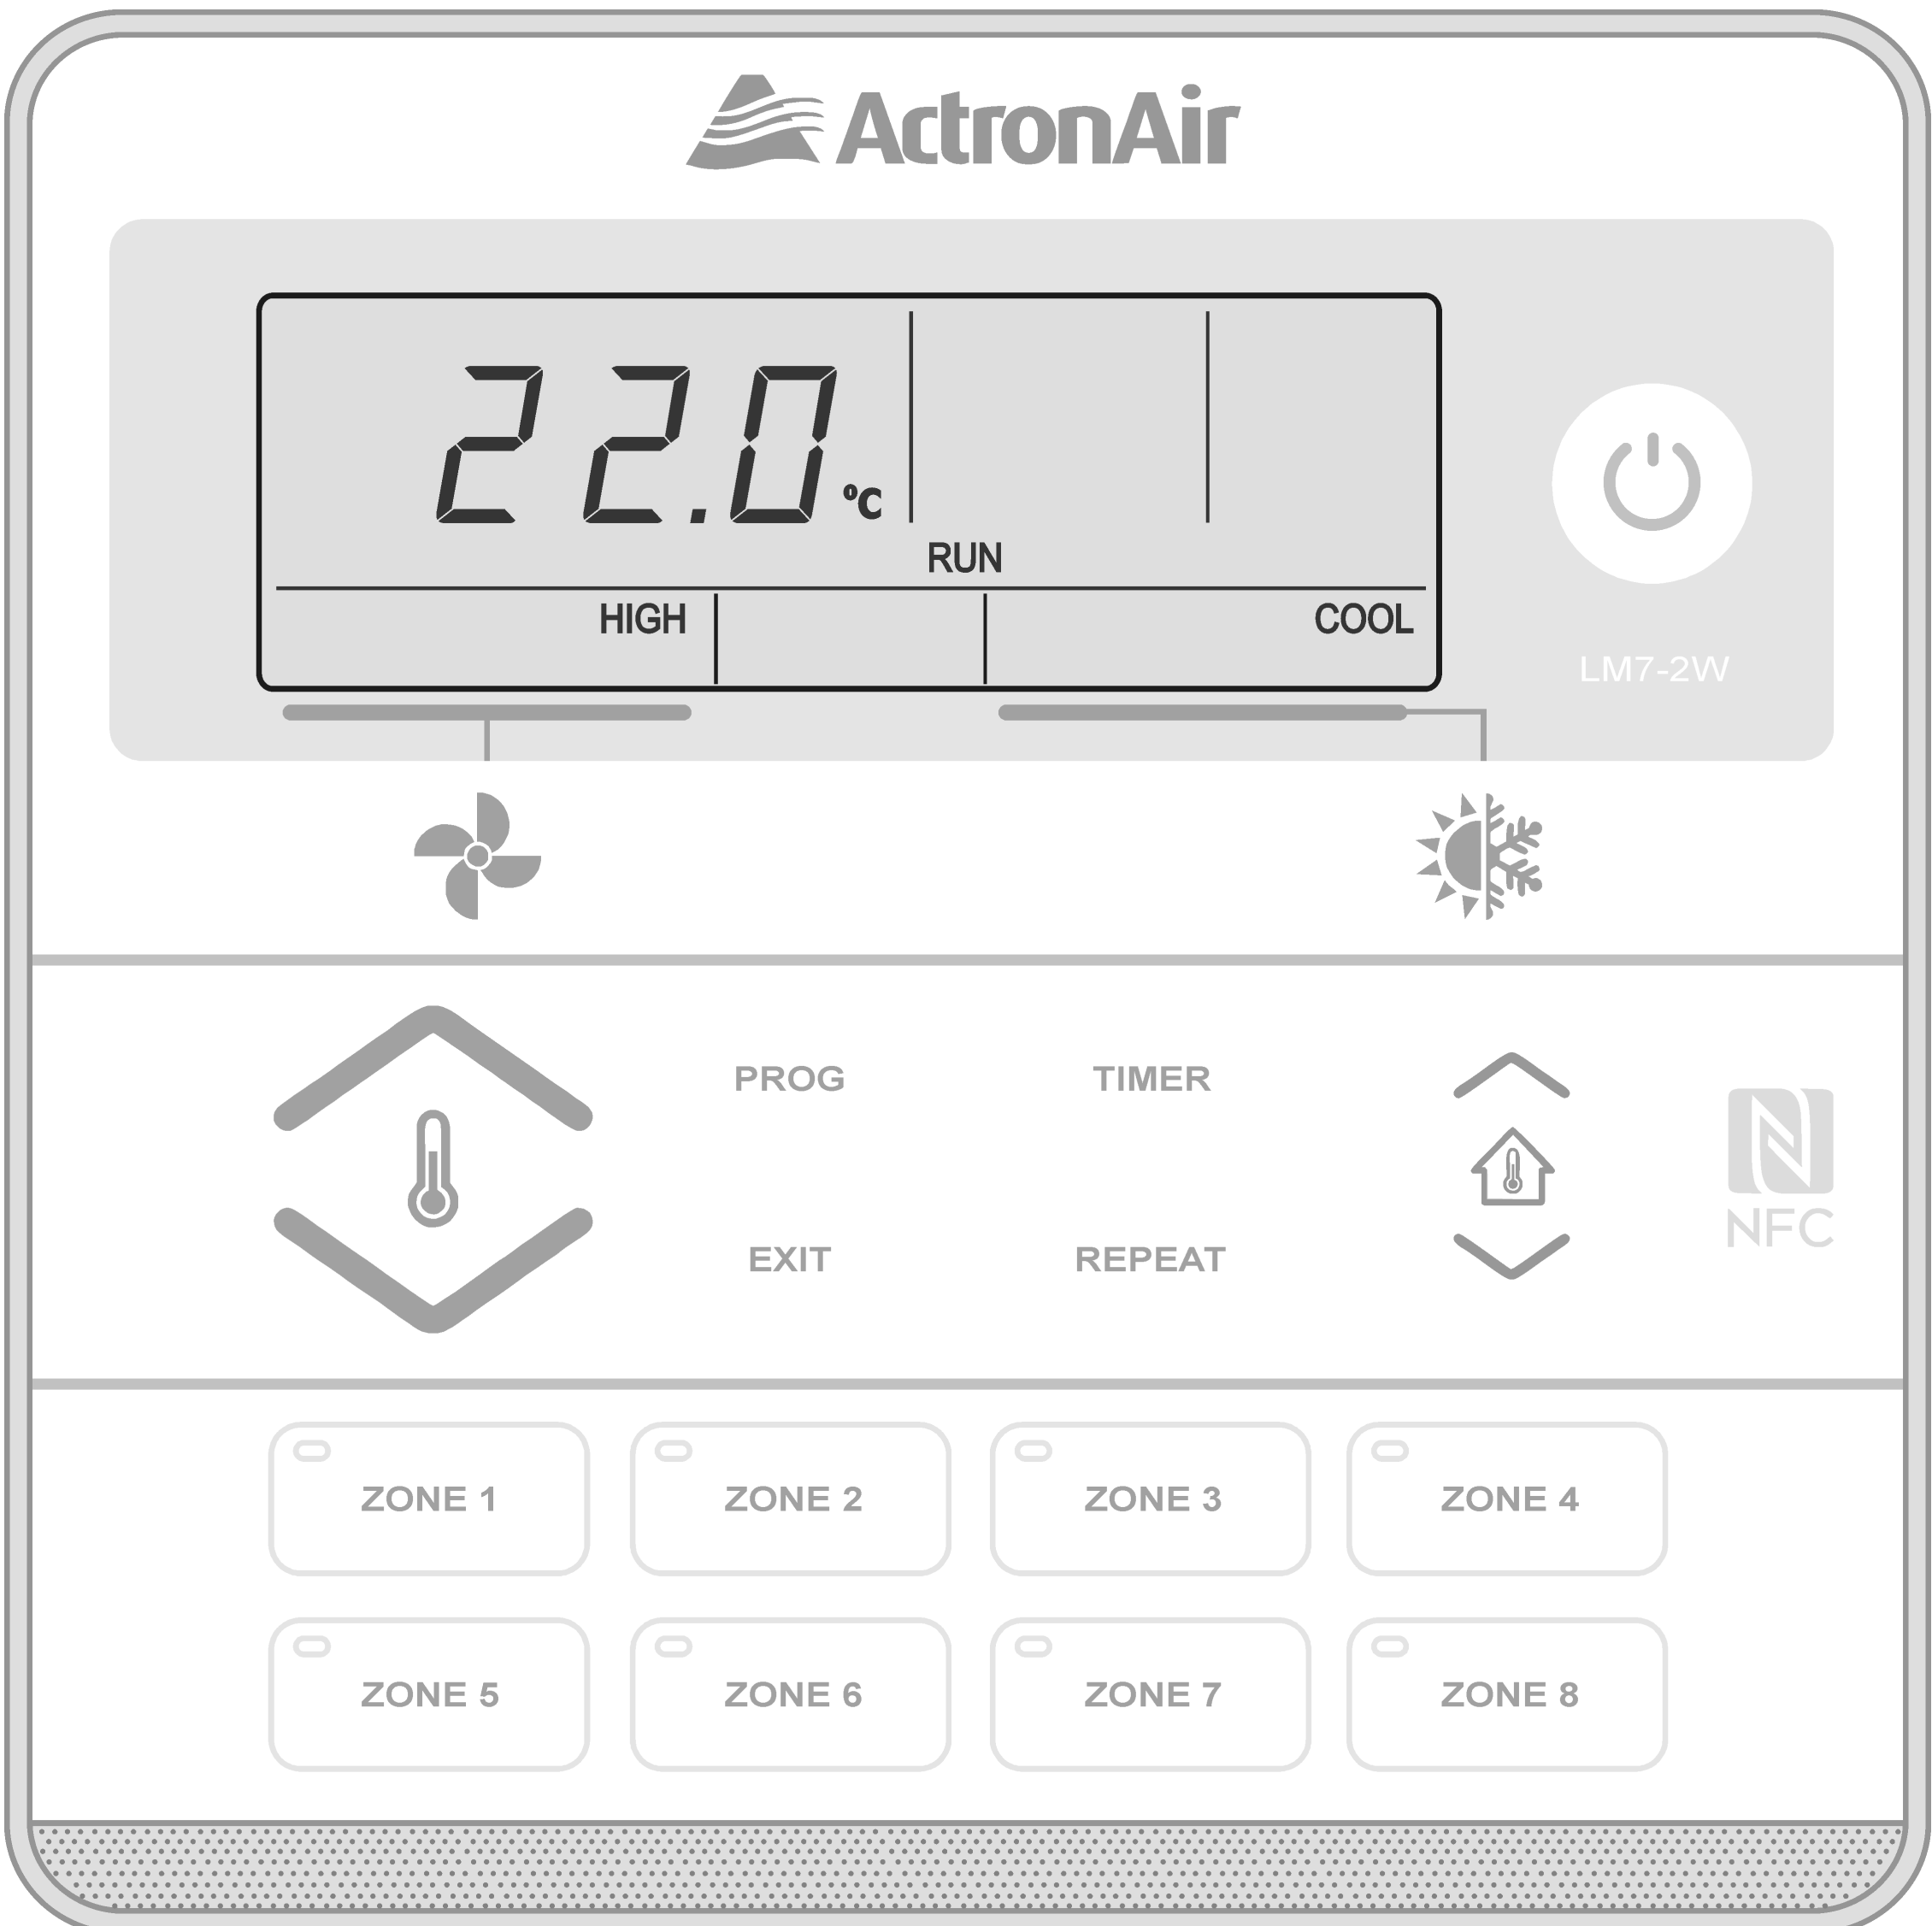 ActronAir
22.0 °C
RUN
HIGH COOL
LM7-2W
PROG TIMER
NFC
EXIT REPEAT
ZONE 1 ZONE 2 ZONE 3 ZONE 4
ZONE 5 ZONE 6 ZONE 7 ZONE 8